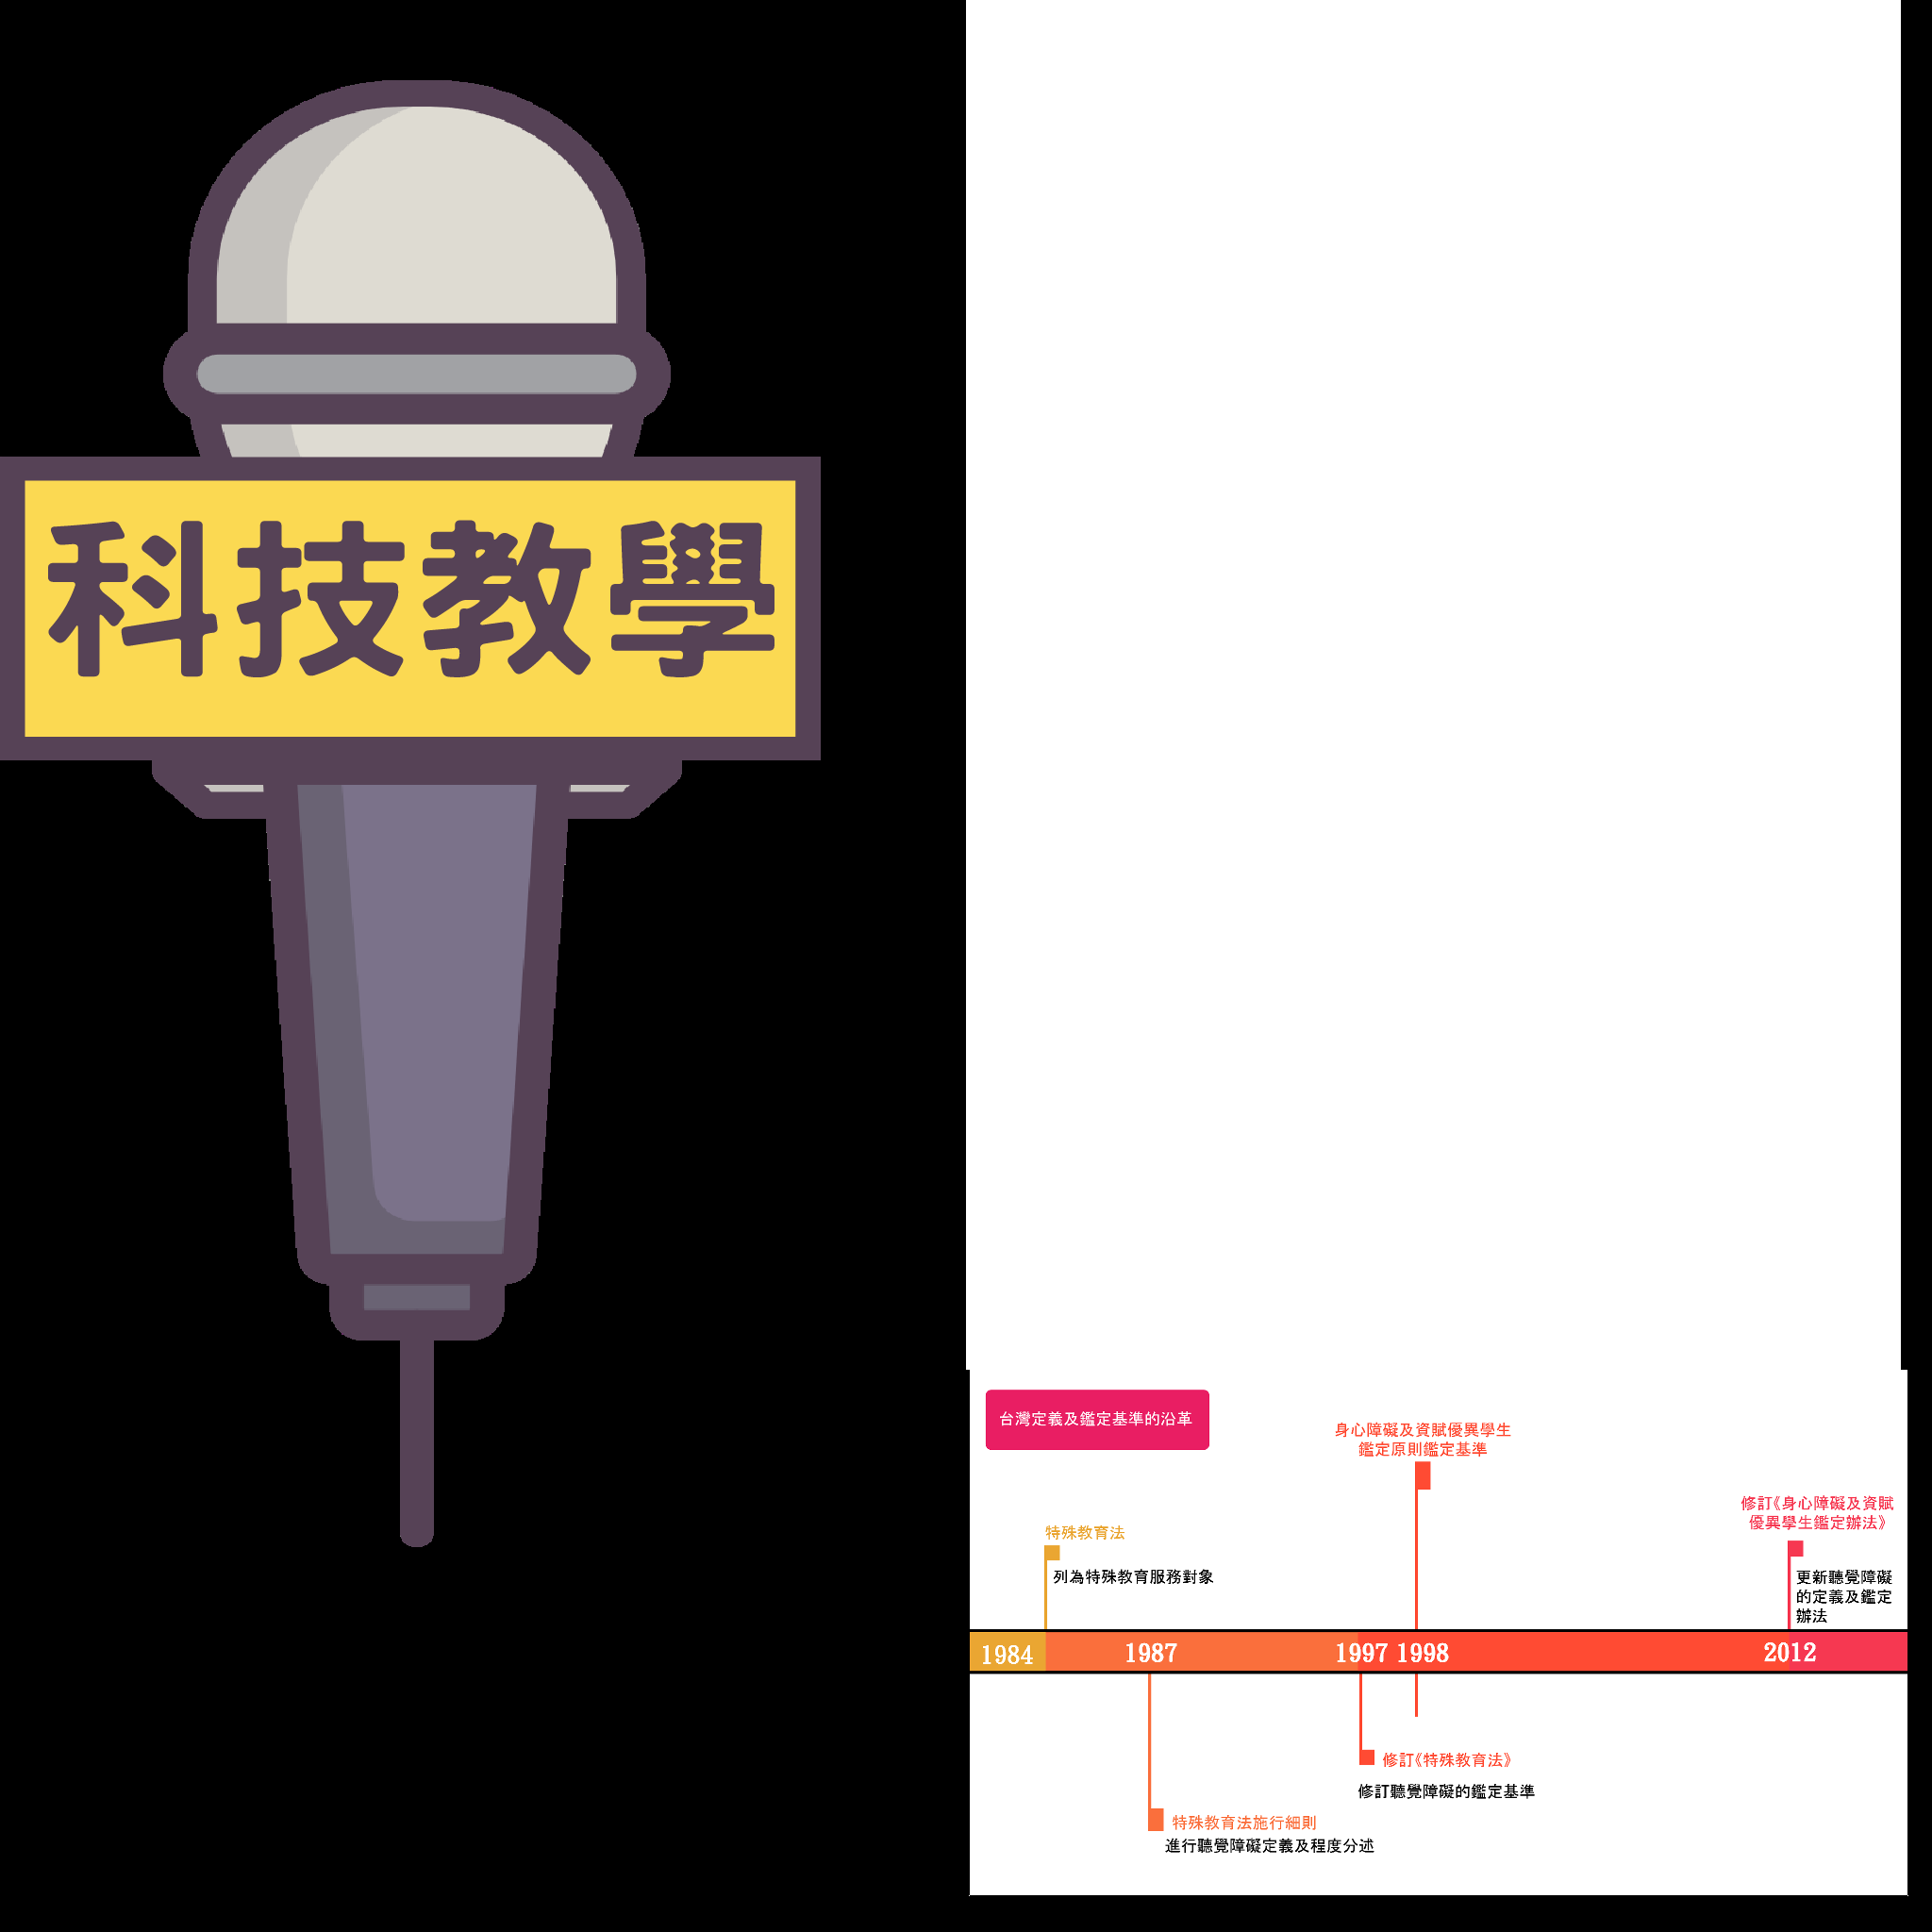 科技教學
台灣定義及鑑定基準的沿革
身心障礙及資賦優異學生
鑑定原則鑑定基準
修訂《身心障礙及資賦
優異學生鑑定辦法》
特殊教育法
列為特殊教育服務對象
更新聽覺障礙
的定義及鑑定
辦法
1984
1987
1997
1998
2012
修訂《特殊教育法》
修訂聽覺障礙的鑑定基準
特殊教育法施行細則
進行聽覺障礙定義及程度分述